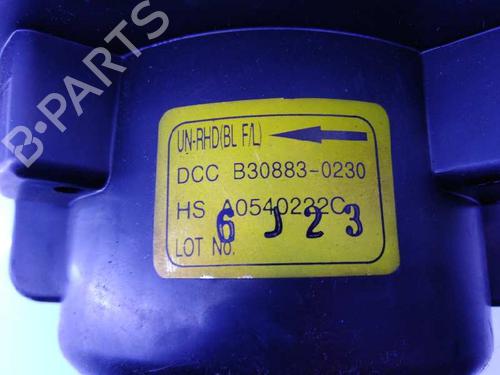 B-PARTS
UN-RHD(BL F/L)
DCC B30883-0230
HS A0540222C
6 J 2 3
LOT No.